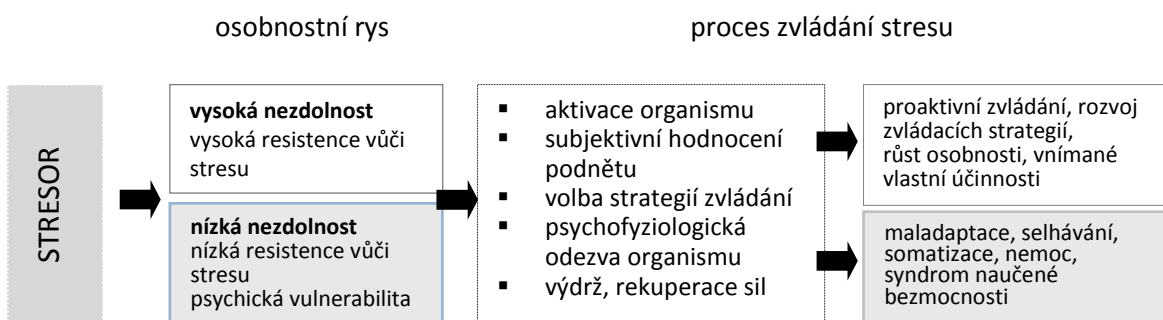 osobnostní rys
proces zvládání stresu
STRESOR
vysoká nezdolnost
vysoká resistence vůči
stresu
nízká nezdolnost
nízká resistence vůči
stresu
psychická vulnerabilita
▪ aktivace organismu
▪ subjektivní hodnocení
podnětu
▪ volba strategií zvládání
▪ psychofyziologická
odezva organismu
▪ výdrž, rekuperace sil
proaktivní zvládání, rozvoj
zvládacích strategií,
růst osobnosti, vnímané
vlastní účinnosti
maladaptace, selhávání,
somatizace, nemoc,
syndrom naučené
bezmocnosti